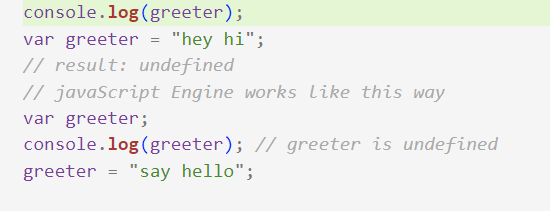 console.log(greeter);
var greeter = "hey hi";
// result: undefined
// javaScript Engine works like this way
var greeter;
console.log(greeter); // greeter is undefined
greeter = "say hello";